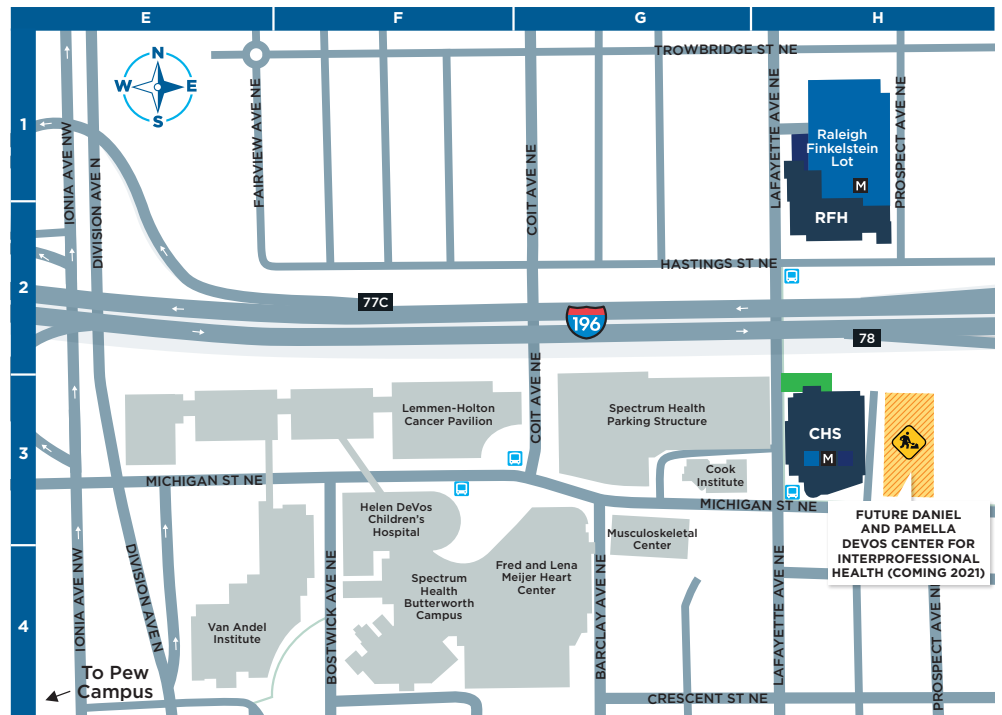 E
F
G
H
1
2
3
4
N
W
E
S
TROWBRIDGE ST NE
IONIA AVE NW
DIVISION AVE N
FAIRVIEW AVE NE
COIT AVE NE
LAFAYETTE AVE NE
PROSPECT AVE NE
Raleigh
Finkelstein
Lot
M
RFH
HASTINGS ST NE
77C
196
78
COIT AVE NE
Lemmen-Holton
Cancer Pavilion
Spectrum Health
Parking Structure
CHS
M
Cook
Institute
MICHIGAN ST NE
MICHIGAN ST NE
Helen DeVos
Children's
Hospital
Musculoskeletal
Center
FUTURE DANIEL
AND PAMELLA
DEVOS CENTER FOR
INTERPROFESSIONAL
HEALTH (COMING 2021)
Fred and Lena
Meijer Heart
Center
Spectrum
Health
Butterworth
Campus
Van Andel
Institute
IONIA AVE NW
DIVISION AVE N
BOSTWICK AVE NE
BARCLAY AVE NE
LAFAYETTE AVE NE
PROSPECT AVE NE
To Pew
Campus
CRESCENT ST NE